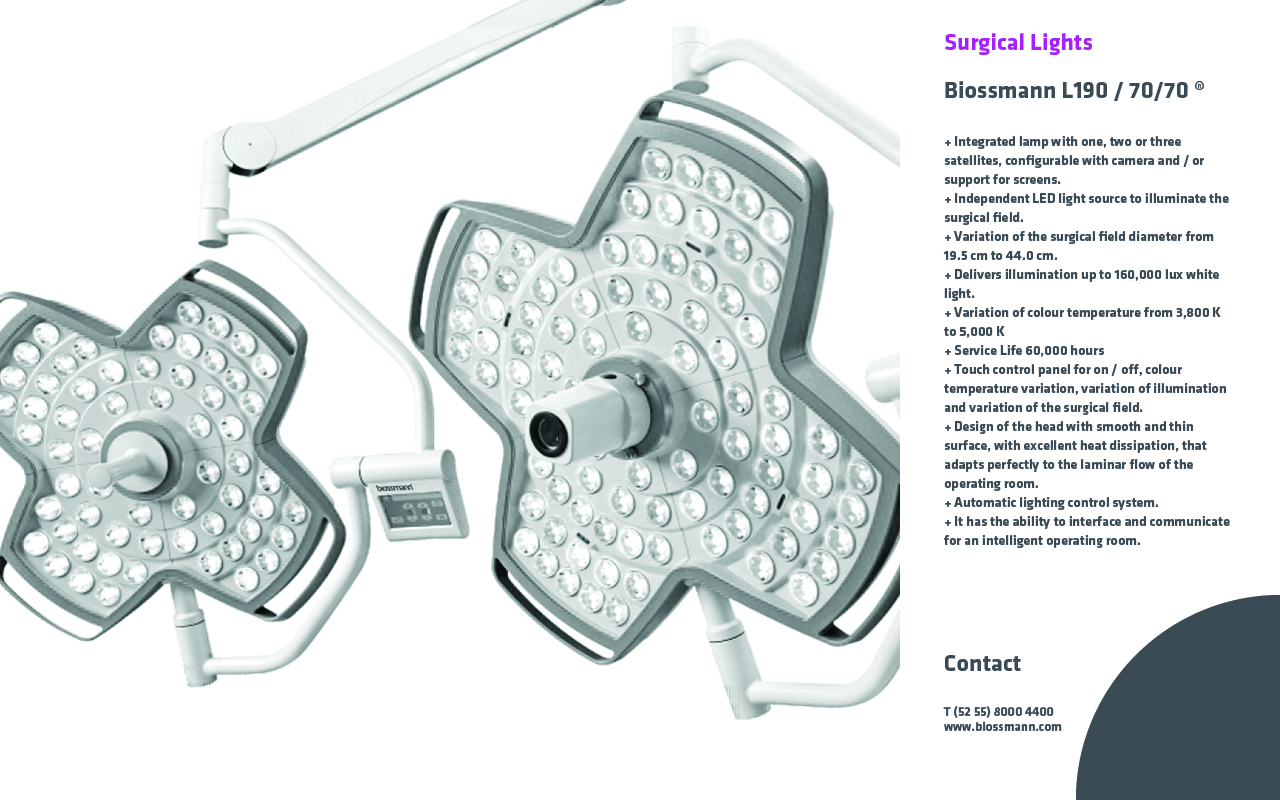 Surgical Lights
Biossmann L190 / 70/70 ®
+ Integrated lamp with one, two or three
satellites, configurable with camera and / or
support for screens.
+ Independent LED light source to illuminate the
surgical field.
+ Variation of the surgical field diameter from
19.5 cm to 44.0 cm.
+ Delivers illumination up to 160,000 lux white
light.
+ Variation of colour temperature from 3,800 K
to 5,000 K
+ Service Life 60,000 hours
+ Touch control panel for on / off, colour
temperature variation, variation of illumination
and variation of the surgical field.
+ Design of the head with smooth and thin
surface, with excellent heat dissipation, that
adapts perfectly to the laminar flow of the
operating room.
+ Automatic lighting control system.
+ It has the ability to interface and communicate
for an intelligent operating room.
biossmann
Contact
T (52 55) 8000 4400
www.biossmann.com